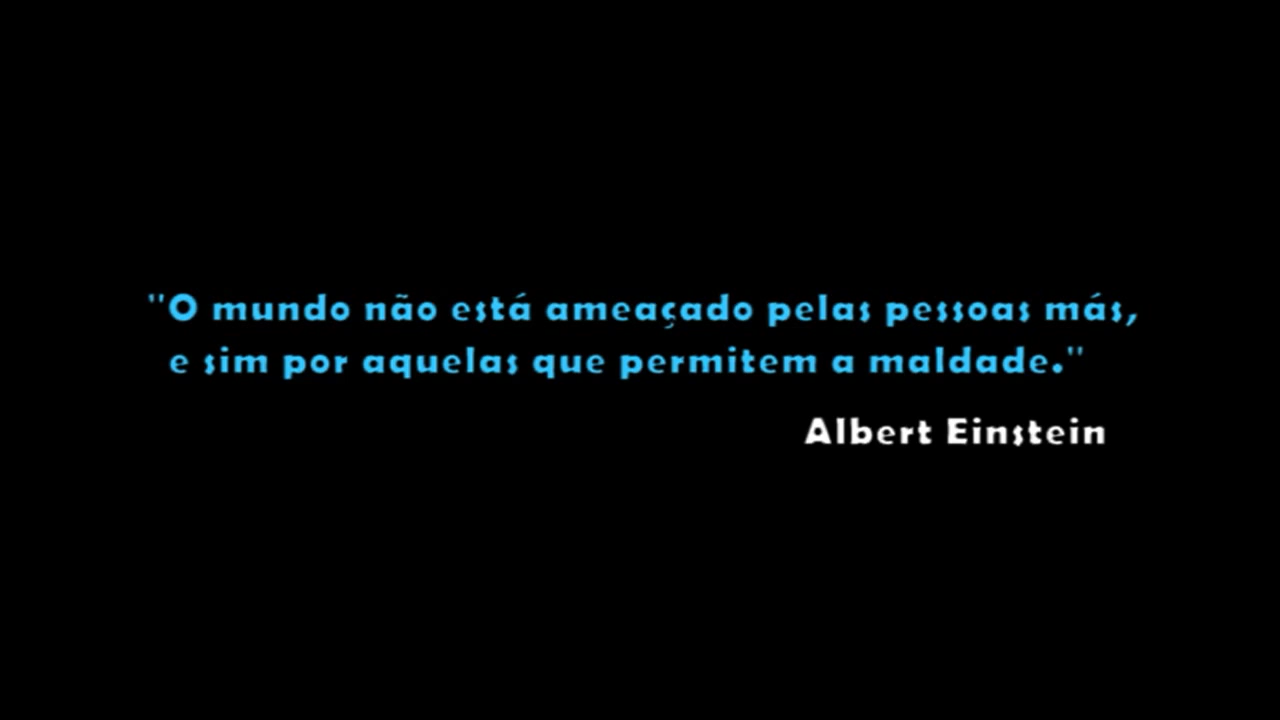 "O mundo não está ameaçado pelas pessoas más,
e sim por aquelas que permitem a maldade."
Albert Einstein